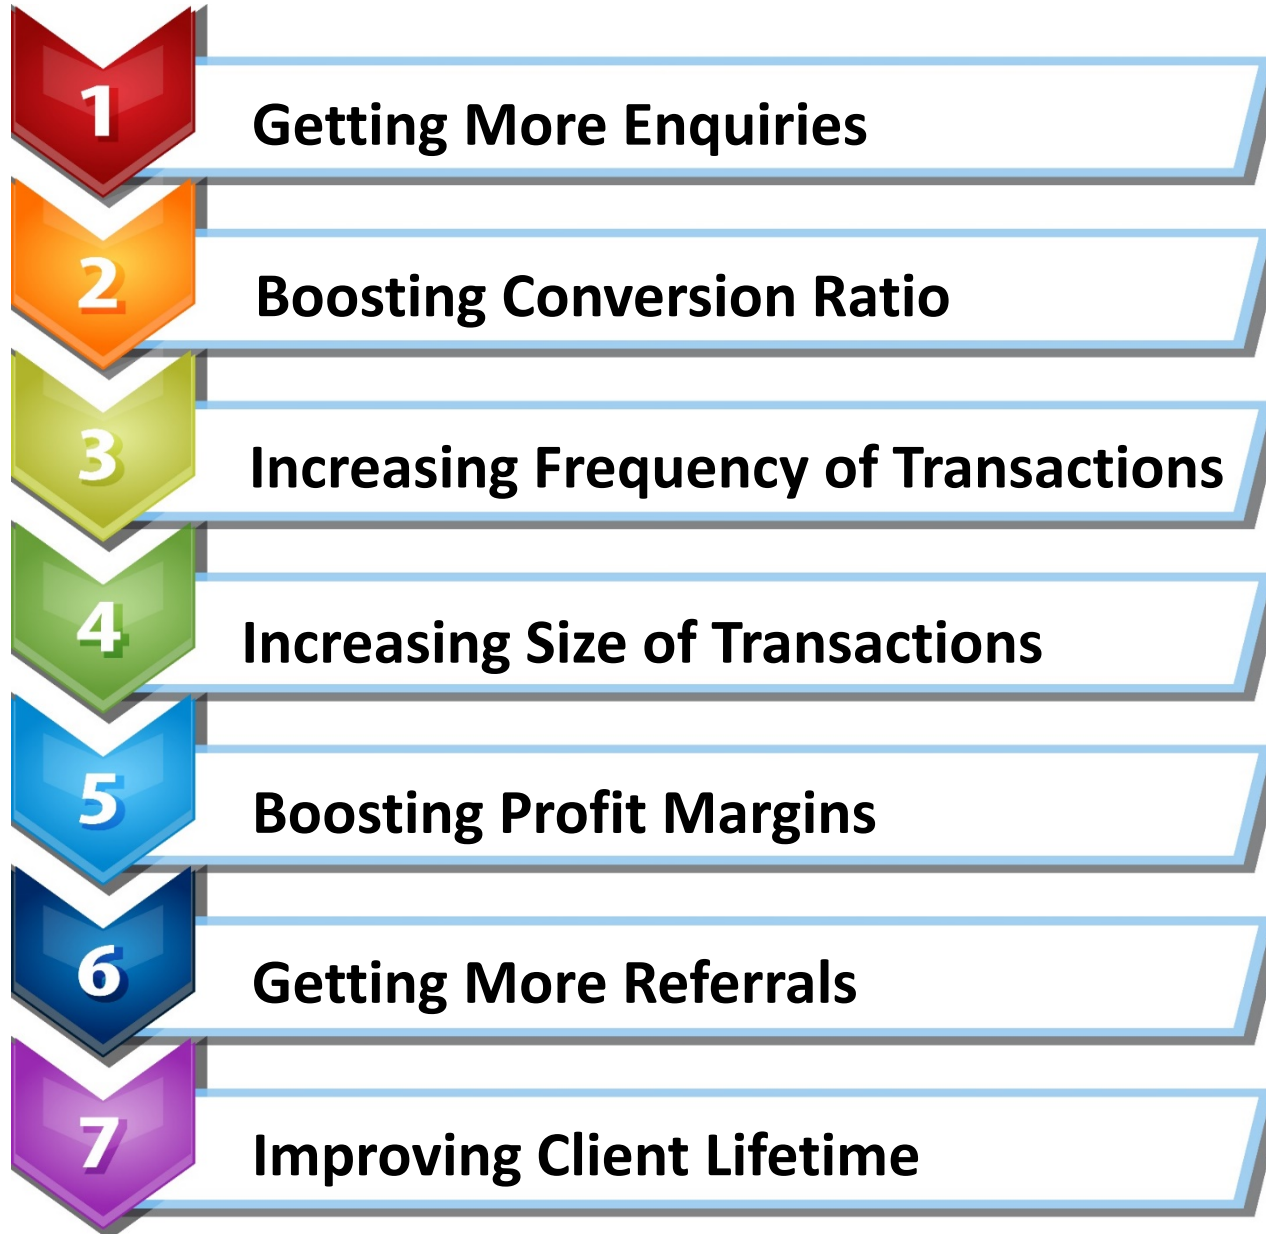 1
Getting More Enquiries
2
Boosting Conversion Ratio
3
Increasing Frequency of Transactions
4
Increasing Size of Transactions
5
Boosting Profit Margins
6
Getting More Referrals
7
Improving Client Lifetime